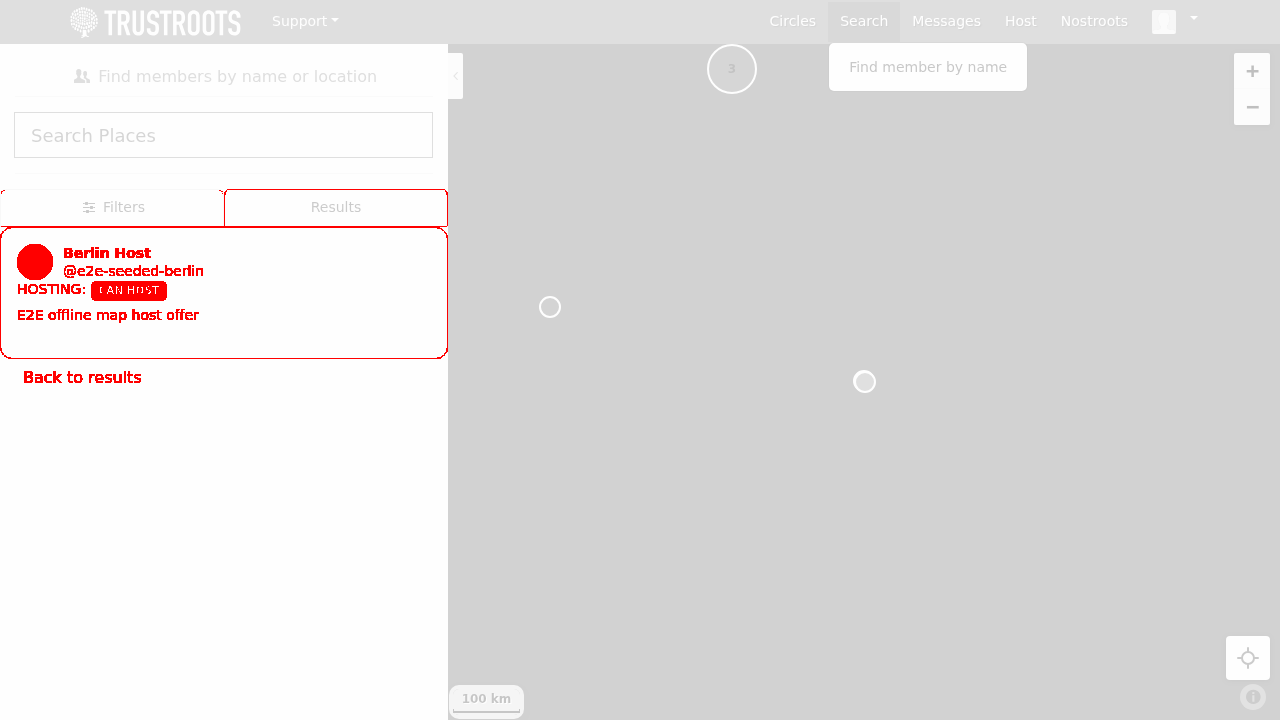 TRUSTROOTS
Support
Circles
Search
Messages
Host
Nostroots
Find members by name or location
Search Places
Filters
Results
Berlin Host
@e2e-seeded-berlin
HOSTING: CAN HOST
E2E offline map host offer
Back to results
3
Find member by name
+
−
100 km